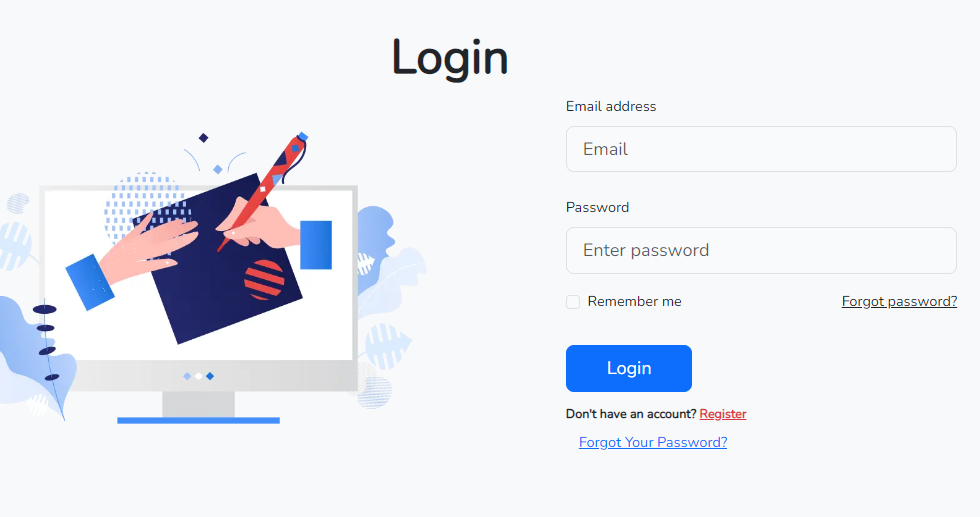 Login
Email address
Email
Password
Enter password
Remember me Forgot password?
Login
Don't have an account? Register
Forgot Your Password?